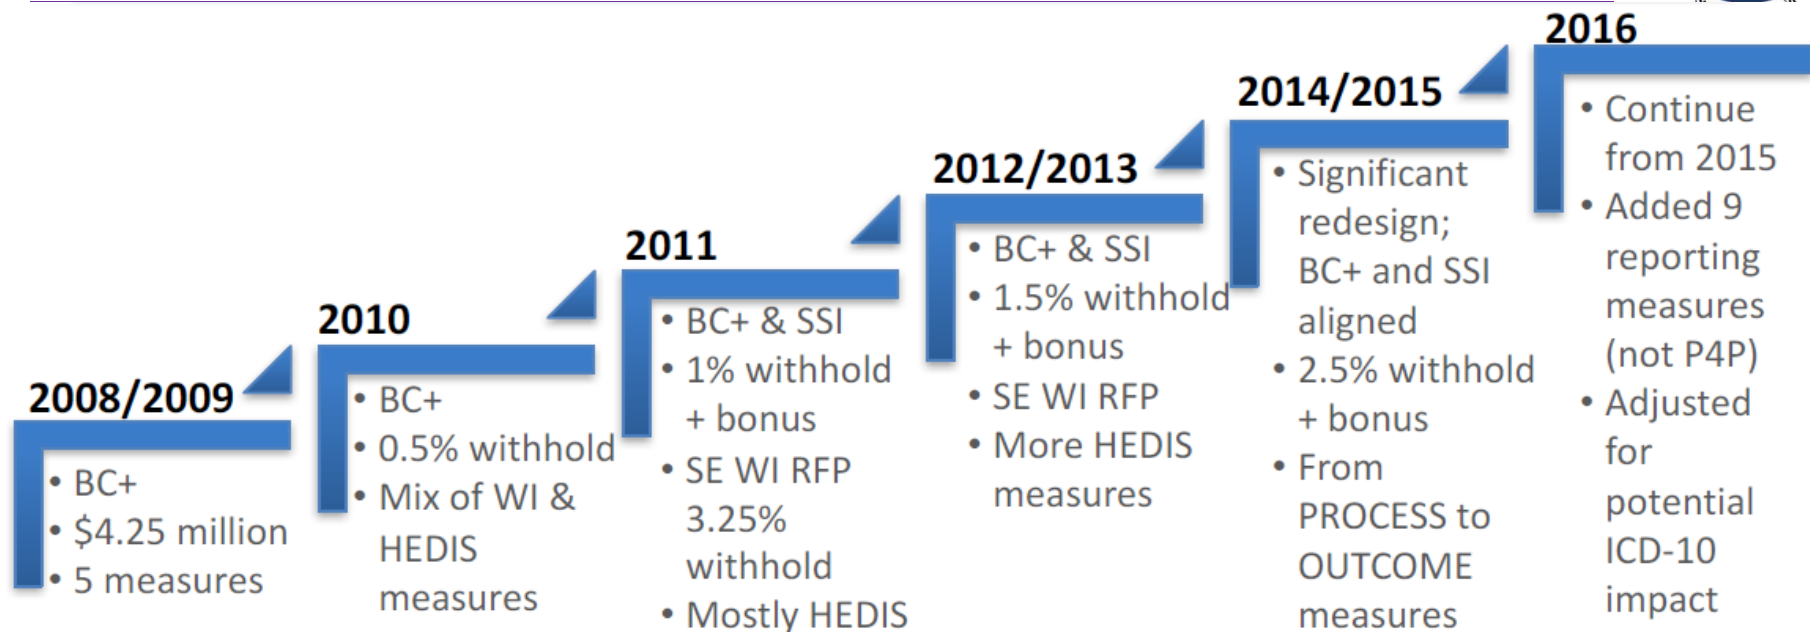 2008/2009
• BC+
• $4.25 million
• 5 measures
2010
• BC+
• 0.5% withhold
• Mix of WI &
HEDIS
measures
2011
• BC+ & SSI
• 1% withhold
+ bonus
• SE WI RFP
3.25%
withhold
• Mostly HEDIS
2012/2013
• BC+ & SSI
• 1.5% withhold
+ bonus
• SE WI RFP
• More HEDIS
measures
2014/2015
• Significant
redesign;
BC+ and SSI
aligned
• 2.5% withhold
+ bonus
• From
PROCESS to
OUTCOME
measures
2016
• Continue
from 2015
• Added 9
reporting
measures
(not P4P)
• Adjusted
for
potential
ICD-10
impact